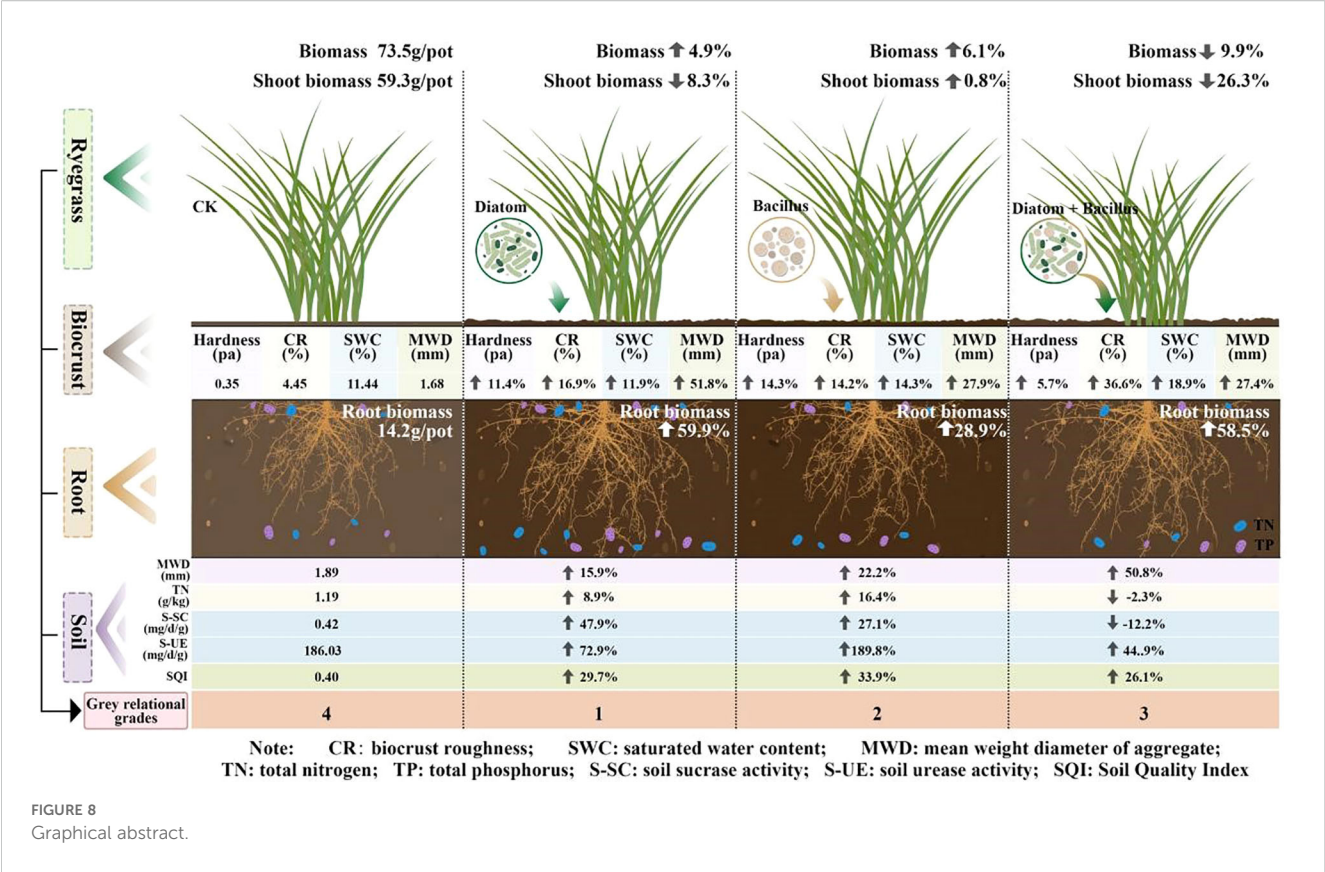 Biomass 73.5g/pot
Shoot biomass 59.3g/pot
Biomass ↑ 4.9%
Shoot biomass ↓ 8.3%
Biomass ↑6.1%
Shoot biomass ↑ 0.8%
Biomass ↓ 9.9%
Shoot biomass ↓26.3%
Ryegrass
CK
Diatom
Bacillus
Diatom + Bacillus
Biocrust
Hardness (pa) CR (%) SWC (%) MWD (mm)
0.35 4.45 11.44 1.68
Hardness (pa) CR (%) SWC (%) MWD (mm)
↑ 11.4% ↑ 16.9% ↑ 11.9% ↑ 51.8%
Hardness (pa) CR (%) SWC (%) MWD (mm)
↑ 14.3% ↑ 14.2% ↑ 14.3% ↑ 27.9%
Hardness (pa) CR (%) SWC (%) MWD (mm)
↑ 5.7% ↑ 36.6% ↑ 18.9% ↑ 27.4%
Root
Root biomass
14.2g/pot
Root biomass
↑59.9%
Root biomass
↑28.9%
Root biomass
↑58.5%
TN
TP
Soil
MWD (mm) 1.89 ↑ 15.9% ↑ 22.2% ↑ 50.8%
TN (g/kg) 1.19 ↑ 8.9% ↑ 16.4% ↓ -2.3%
S-SC (mg/d/g) 0.42 ↑ 47.9% ↑ 27.1% ↓ -12.2%
S-UE (mg/d/g) 186.03 ↑ 72.9% ↑189.8% ↑ 44..9%
SQI 0.40 ↑ 29.7% ↑ 33.9% ↑ 26.1%
Grey relational grades 4 1 2 3
Note: CR: biocrust roughness; SWC: saturated water content; MWD: mean weight diameter of aggregate;
TN: total nitrogen; TP: total phosphorus; S-SC: soil sucrase activity; S-UE: soil urease activity; SQI: Soil Quality Index
FIGURE 8
Graphical abstract.